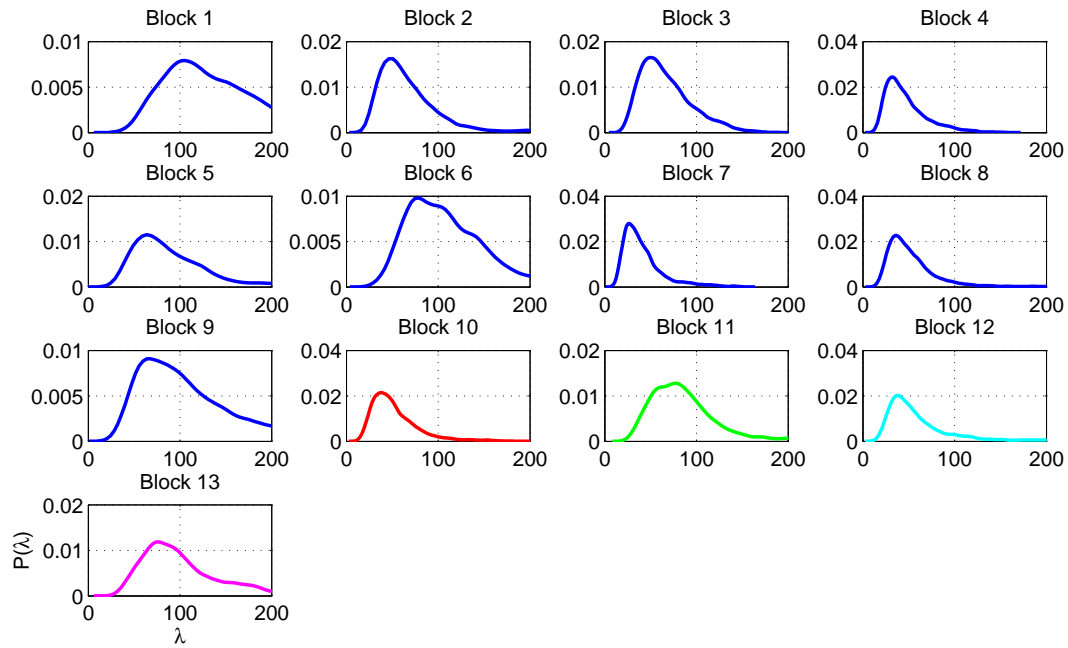 Block 1 Block 2 Block 3 Block 4
0.01 0.02 0.02 0.04
0.005 0.01 0.01 0.02
0 0 0 0
0 100 200 0 100 200 0 100 200 0 100 200
Block 5 Block 6 Block 7 Block 8
0.02 0.01 0.04 0.04
0.01 0.005 0.02 0.02
0 0 0 0
0 100 200 0 100 200 0 100 200 0 100 200
Block 9 Block 10 Block 11 Block 12
0.01 0.04 0.02 0.04
0.005 0.02 0.01 0.02
0 0 0 0
0 100 200 0 100 200 0 100 200 0 100 200
Block 13
0.02
0.01
0
P(λ)
0 100 200
λ